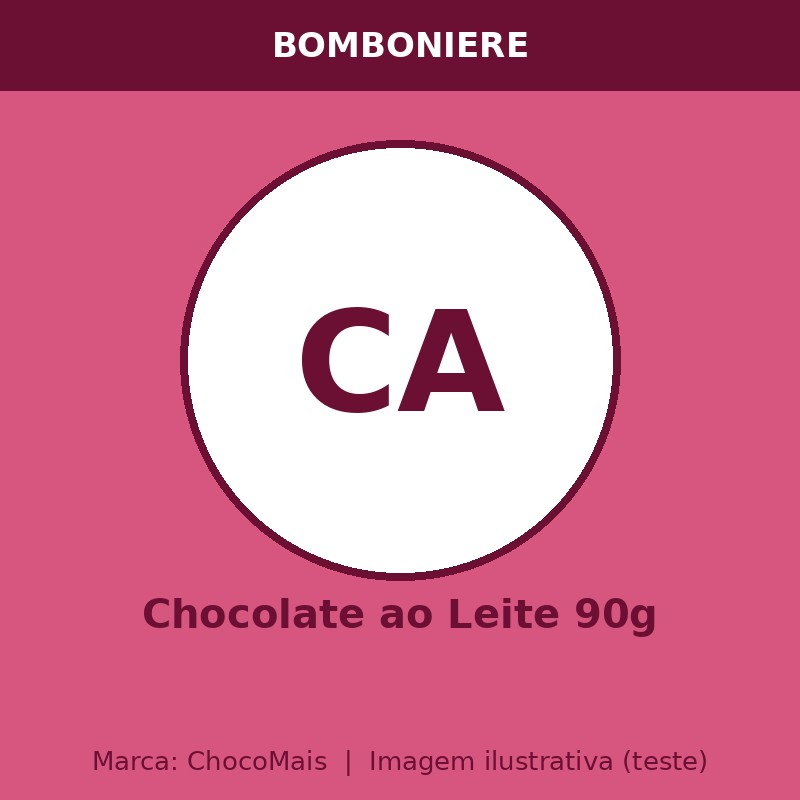 BOMBONIERE
CA
Chocolate ao Leite 90g
Marca: ChocoMais | Imagem ilustrativa (teste)